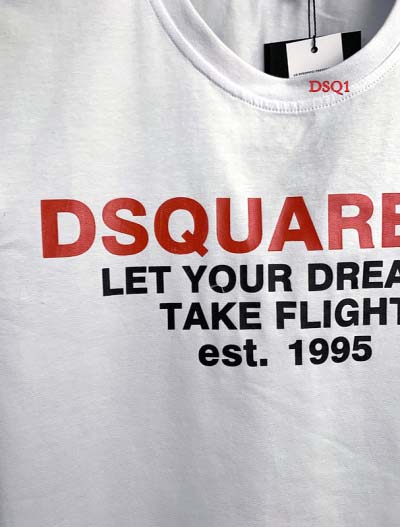 DSQ1
DSQUARE
LET YOUR DREA
TAKE FLIGHT
est. 1995